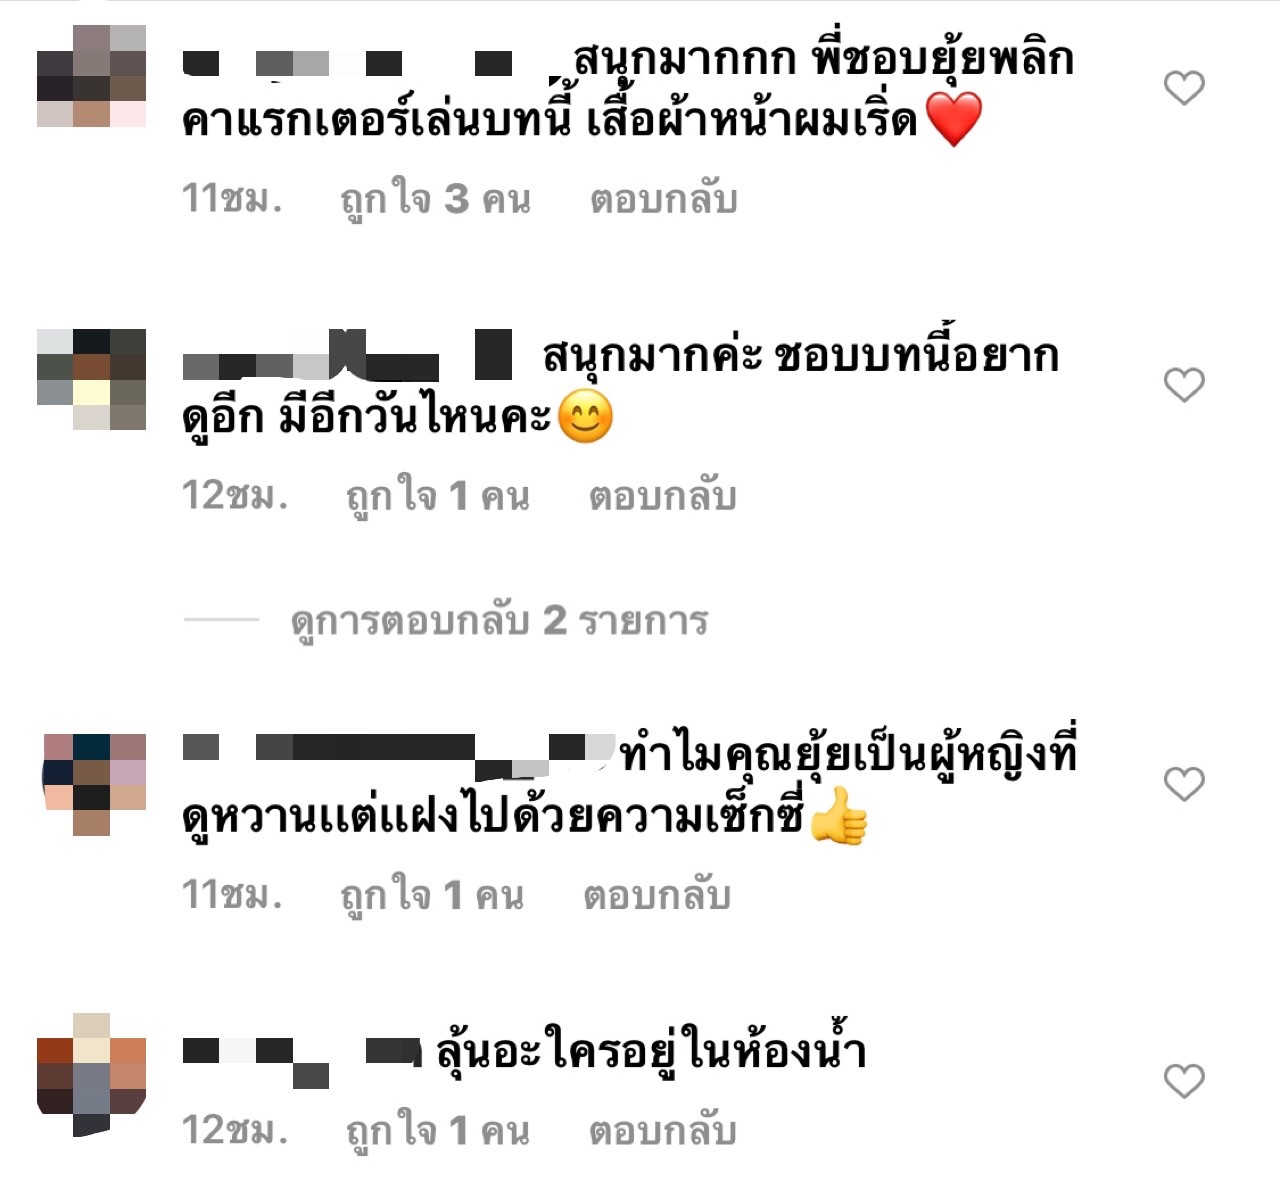 สนุกมากกก พี่ชอบยุ้ยพลิก
คาแรกเตอร์เล่นบทนี้ เสื้อผ้าหน้าผมเริ่ด❤️
11ชม. ถูกใจ 3 คน ตอบกลับ
สนุกมากค่ะ ชอบบทนี้อยาก
ดูอีก มีอีกวันไหนคะ😊
12ชม. ถูกใจ 1 คน ตอบกลับ
ดูการตอบกลับ 2 รายการ
ทำไมคุณยุ้ยเป็นผู้หญิงที่
ดูหวานแต่แฝงไปด้วยความเซ็กซี่👍
11ชม. ถูกใจ 1 คน ตอบกลับ
ลุ้นอะใครอยู่ในห้องน้ำ
12ชม. ถูกใจ 1 คน ตอบกลับ